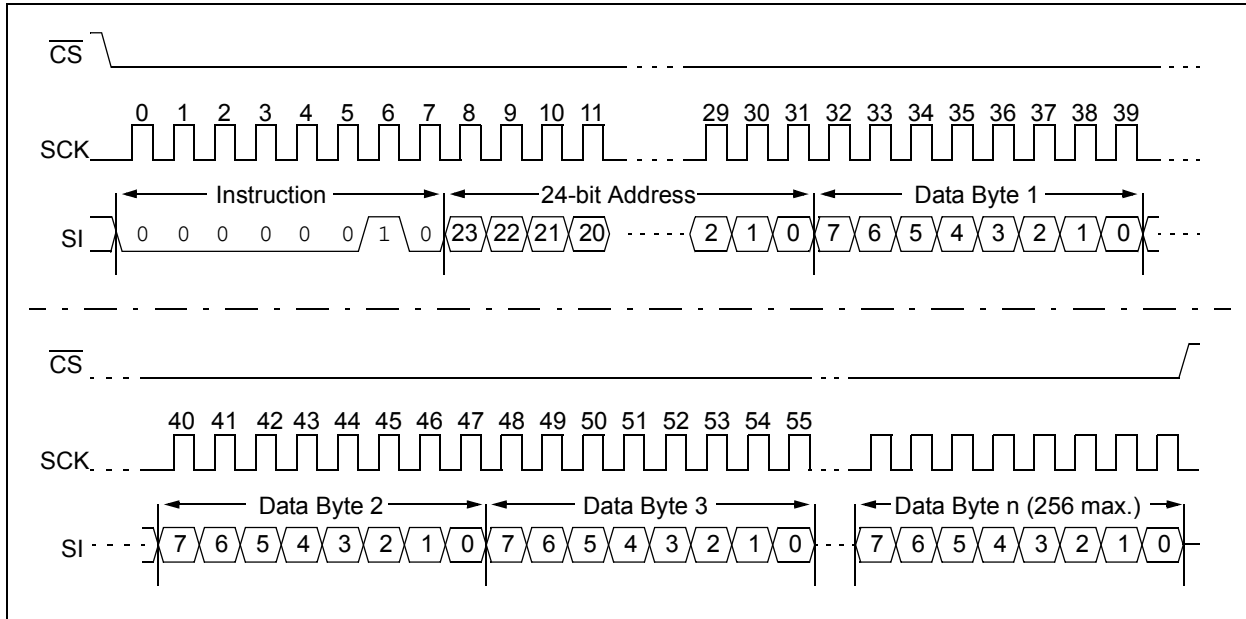 CS
0 1 2 3 4 5 6 7 8 9 10 11 29 30 31 32 33 34 35 36 37 38 39
SCK
Instruction 24-bit Address Data Byte 1
SI 0 0 0 0 0 0 1 0 23 22 21 20 2 1 0 7 6 5 4 3 2 1 0
CS
40 41 42 43 44 45 46 47 48 49 50 51 52 53 54 55
SCK
Data Byte 2 Data Byte 3 Data Byte n (256 max.)
SI 7 6 5 4 3 2 1 0 7 6 5 4 3 2 1 0 7 6 5 4 3 2 1 0